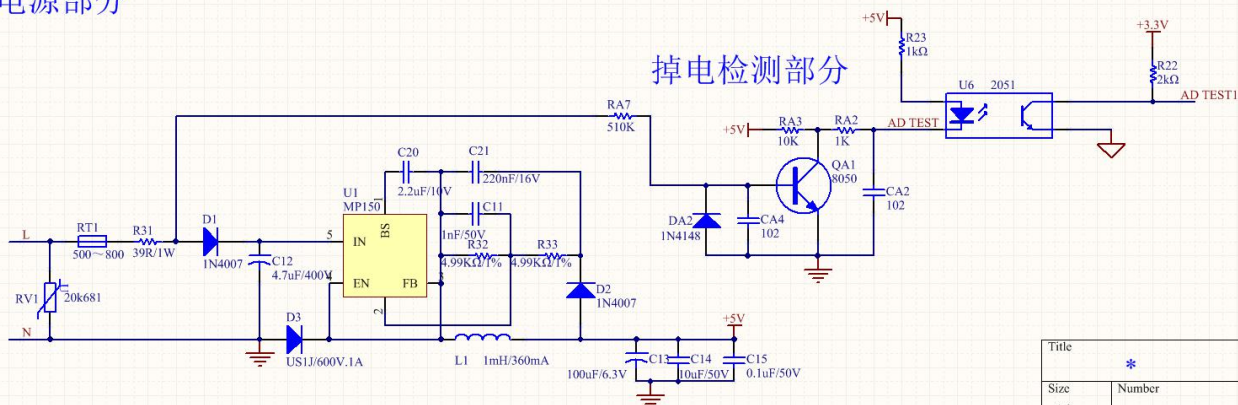 电源部分
+5V
R23
1kΩ
+3.3V
R22
2kΩ
掉电检测部分
U6 2051
AD TEST1
RA7
510K
+5V
RA3
10K
RA2
1K
AD TEST
QA1
8050
CA2
102
DA2
1N4148
CA4
102
C20
2.2uF/10V
C21
220nF/16V
U1
MP150
1
BS
C11
1nF/50V
L
RT1
500～800
R31
39R/1W
D1
1N4007
5
IN
R32
4.99KΩ/1%
R33
4.99KΩ/1%
C12
4.7uF/400V
4
EN
FB
3
2
D2
1N4007
RV1
20k681
N
D3
US1J/600V.1A
L1 1mH/360mA
+5V
C13
100uF/6.3V
C14
10uF/50V
C15
0.1uF/50V
Title
*
Size
Number